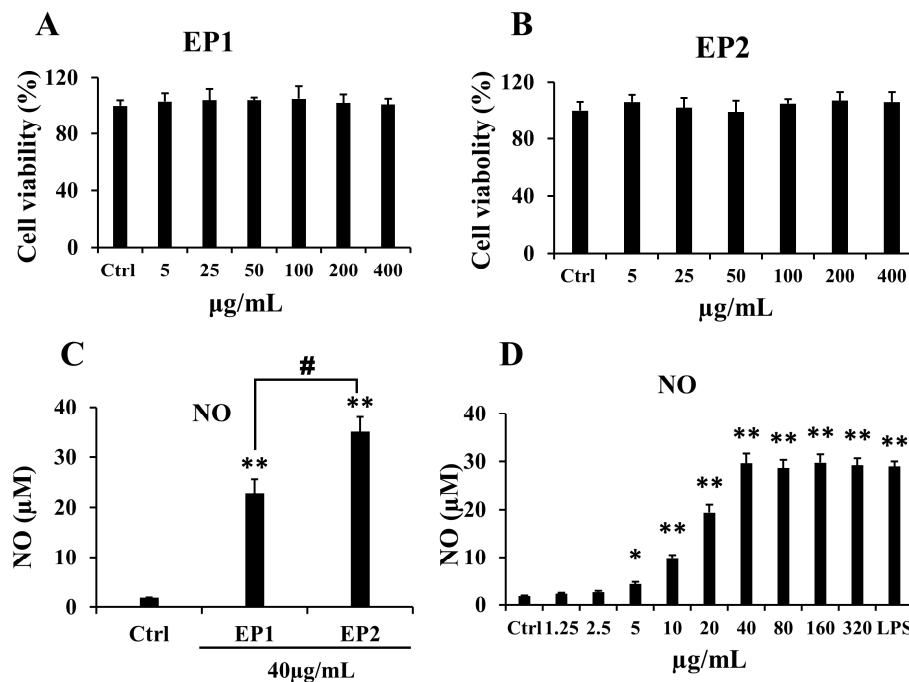 A
EP1
Cell viability (%)
120
80
40
0
Ctrl 5 25 50 100 200 400
µg/mL
B
EP2
Cell viabolity (%)
120
80
40
0
Ctrl 5 25 50 100 200 400
µg/mL
C
#
NO
NO (µM)
40
30
20
10
0
**
**
Ctrl EP1 EP2
40µg/mL
D
NO
NO (µM)
40
30
20
10
0
* ** ** ** ** ** ** **
Ctrl 1.25 2.5 5 10 20 40 80 160 320 LPS
µg/mL